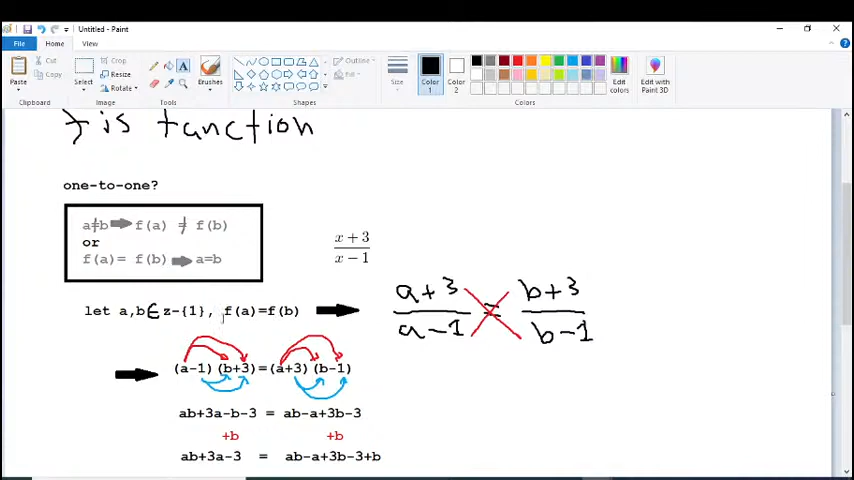 Untitled - Paint
File Home View
Paste
Cut
Copy
Clipboard
Select
Crop
Resize
Rotate
Image
Tools
Brushes
Shapes
Outline
Fill
Size
Color 1
Color 2
Edit colors
Edit with Paint 3D
Colors
f is function
one-to-one?
a≠b ➡ f(a) ≠ f(b)
or
f(a)= f(b) ➡ a=b
x + 3
x − 1
let a,b∈ z-{1}, f(a)=f(b) ➡
a+3 = b+3
a-1 b-1
➡ (a-1)(b+3)=(a+3)(b-1)
ab+3a-b-3 = ab-a+3b-3
+b +b
ab+3a-3 = ab-a+3b-3+b